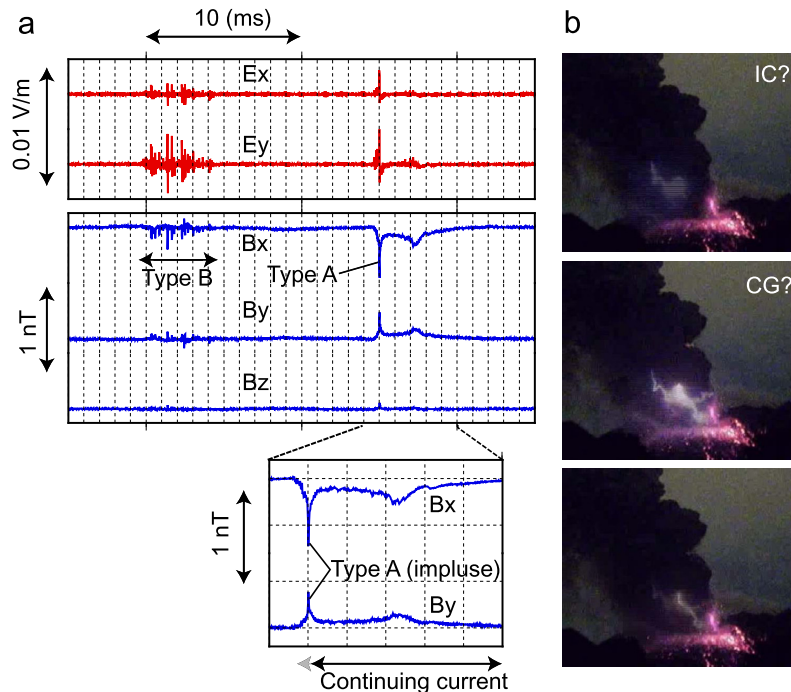 a
10 (ms)
b
0.01 V/m
Ex
Ey
IC?
1 nT
Bx
Type B
Type A
By
Bz
CG?
1 nT
Bx
Type A (impluse)
By
Continuing current